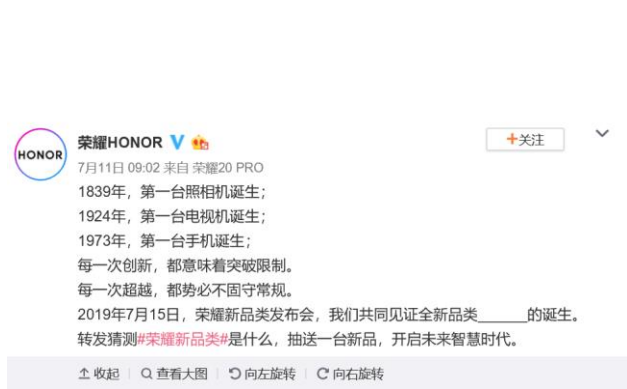 HONOR
荣耀HONOR
+关注
7月11日 09:02 来自 荣耀20 PRO
1839年，第一台照相机诞生；
1924年，第一台电视机诞生；
1973年，第一台手机诞生；
每一次创新，都意味着突破限制。
每一次超越，都势必不固守常规。
2019年7月15日，荣耀新品类发布会，我们共同见证全新品类______的诞生。
转发猜测#荣耀新品类#是什么，抽送一台新品，开启未来智慧时代。
收起 查看大图 向左旋转 向右旋转